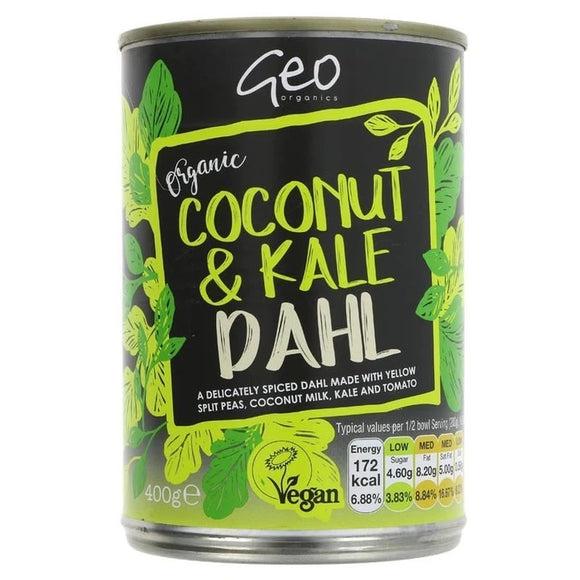 Geo
organics
Organic
COCONUT
& KALE
DAHL
A DELICATELY SPICED DAHL MADE WITH YELLOW
SPLIT PEAS, COCONUT MILK, KALE AND TOMATO
Typical values per 1/2 bowl Serving
Energy LOW MED MED
Sugar Fat Sat Fat
172 4.60g 8.20g 5.00g
kcal
6.88% 3.83% 8.84%
400g e
Vegan